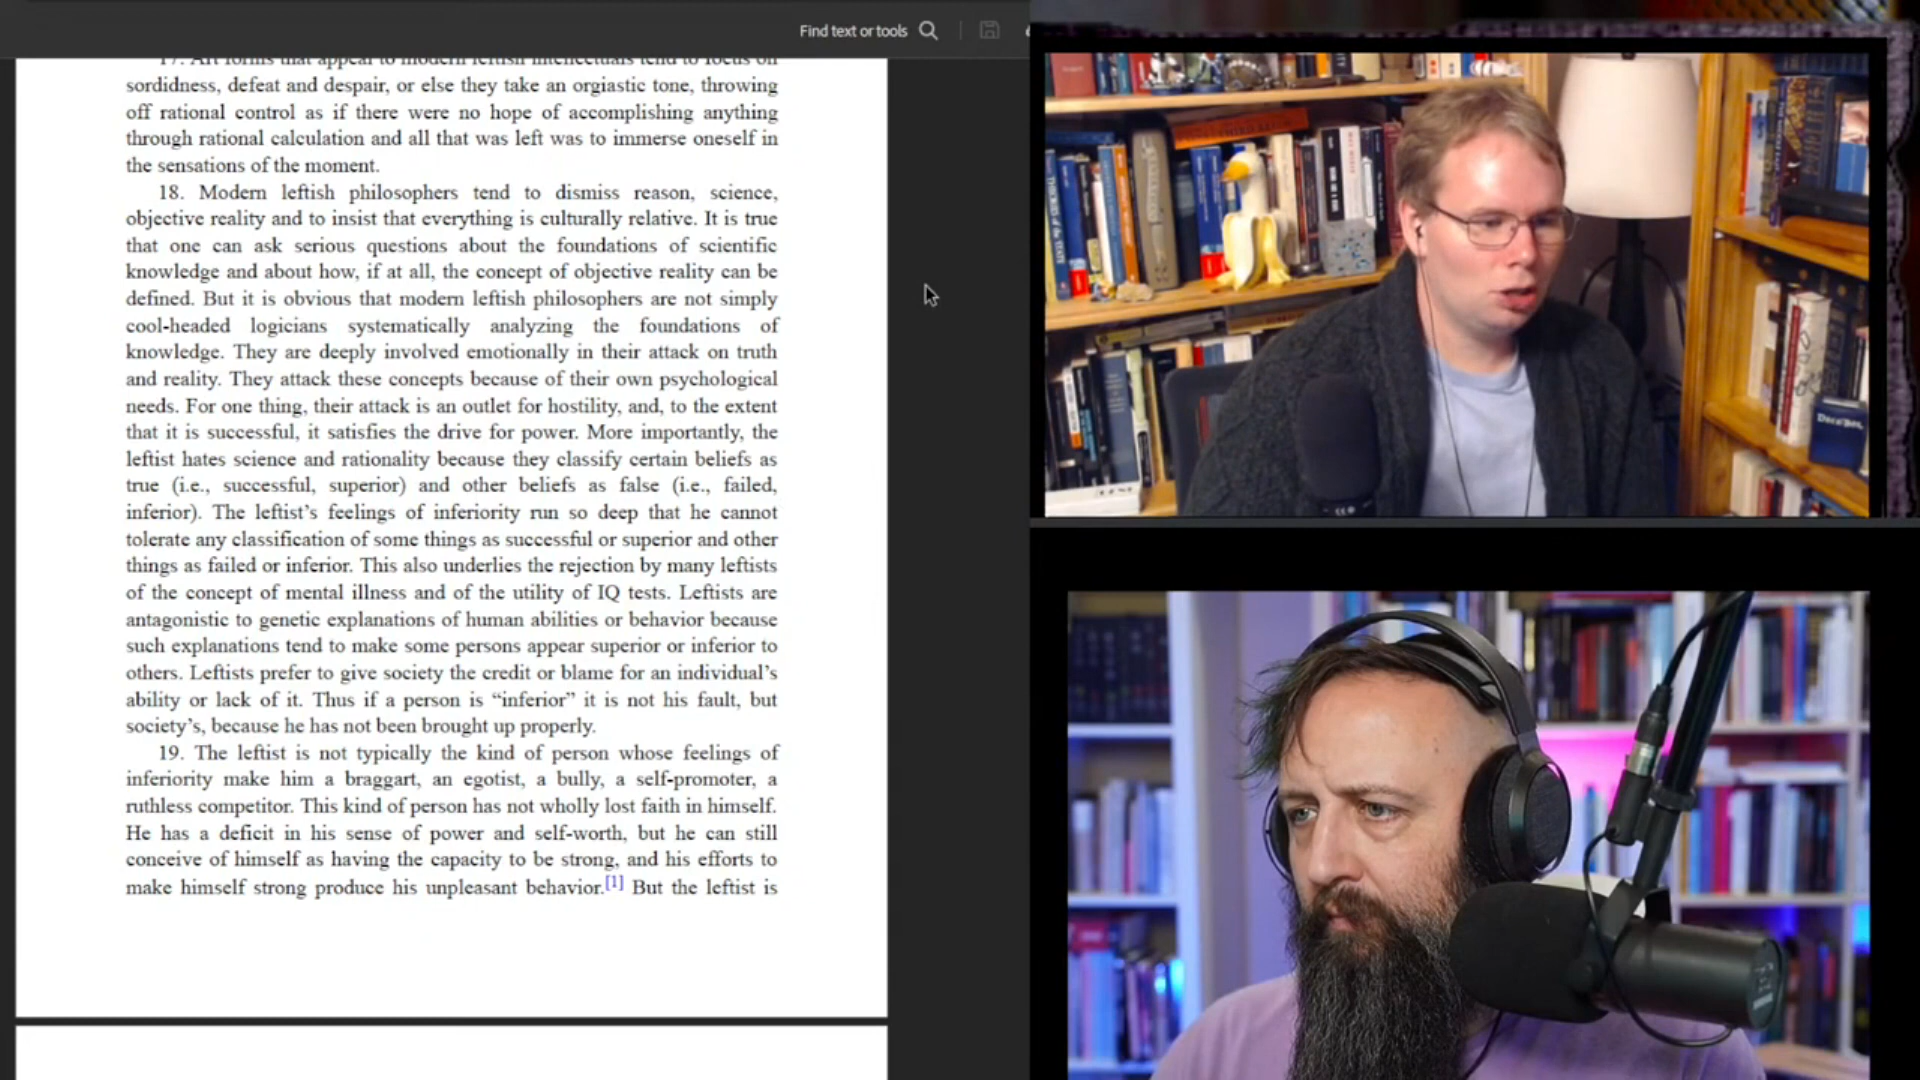 Find text or tools
17. Art forms that appear to modern leftish intellectuals tend to focus on
sordidness, defeat and despair, or else they take an orgiastic tone, throwing
off rational control as if there were no hope of accomplishing anything
through rational calculation and all that was left was to immerse oneself in
the sensations of the moment.
18. Modern leftish philosophers tend to dismiss reason, science,
objective reality and to insist that everything is culturally relative. It is true
that one can ask serious questions about the foundations of scientific
knowledge and about how, if at all, the concept of objective reality can be
defined. But it is obvious that modern leftish philosophers are not simply
cool-headed logicians systematically analyzing the foundations of
knowledge. They are deeply involved emotionally in their attack on truth
and reality. They attack these concepts because of their own psychological
needs. For one thing, their attack is an outlet for hostility, and, to the extent
that it is successful, it satisfies the drive for power. More importantly, the
leftist hates science and rationality because they classify certain beliefs as
true (i.e., successful, superior) and other beliefs as false (i.e., failed,
inferior). The leftist’s feelings of inferiority run so deep that he cannot
tolerate any classification of some things as successful or superior and other
things as failed or inferior. This also underlies the rejection by many leftists
of the concept of mental illness and of the utility of IQ tests. Leftists are
antagonistic to genetic explanations of human abilities or behavior because
such explanations tend to make some persons appear superior or inferior to
others. Leftists prefer to give society the credit or blame for an individual’s
ability or lack of it. Thus if a person is “inferior” it is not his fault, but
society’s, because he has not been brought up properly.
19. The leftist is not typically the kind of person whose feelings of
inferiority make him a braggart, an egotist, a bully, a self-promoter, a
ruthless competitor. This kind of person has not wholly lost faith in himself.
He has a deficit in his sense of power and self-worth, but he can still
conceive of himself as having the capacity to be strong, and his efforts to
make himself strong produce his unpleasant behavior.[1] But the leftist is